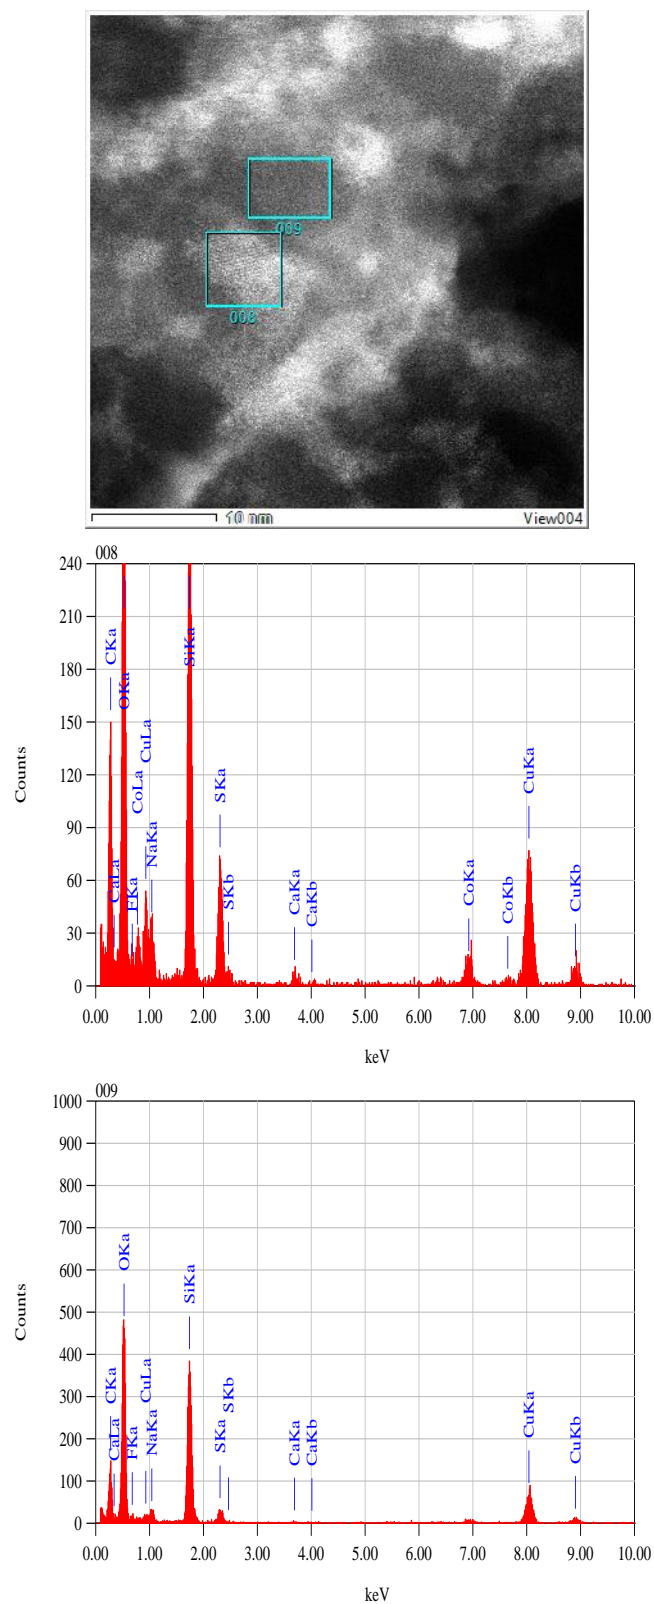 009
008
10 nm View004
008
240
210
180
150
120
90
60
30
0
Counts
CKa
CaLa
OKa
FKa
CoLa
CuLa
NaKa
SiKa
SKa
SKb
CaKa
CaKb
CoKa
CoKb
CuKa
CuKb
0.00 1.00 2.00 3.00 4.00 5.00 6.00 7.00 8.00 9.00 10.00
keV
009
1000
900
800
700
600
500
400
300
200
100
0
Counts
CKa
CaLa
OKa
FKa
CuLa
NaKa
SiKa
SKa
SKb
CaKa
CaKb
CuKa
CuKb
0.00 1.00 2.00 3.00 4.00 5.00 6.00 7.00 8.00 9.00 10.00
keV